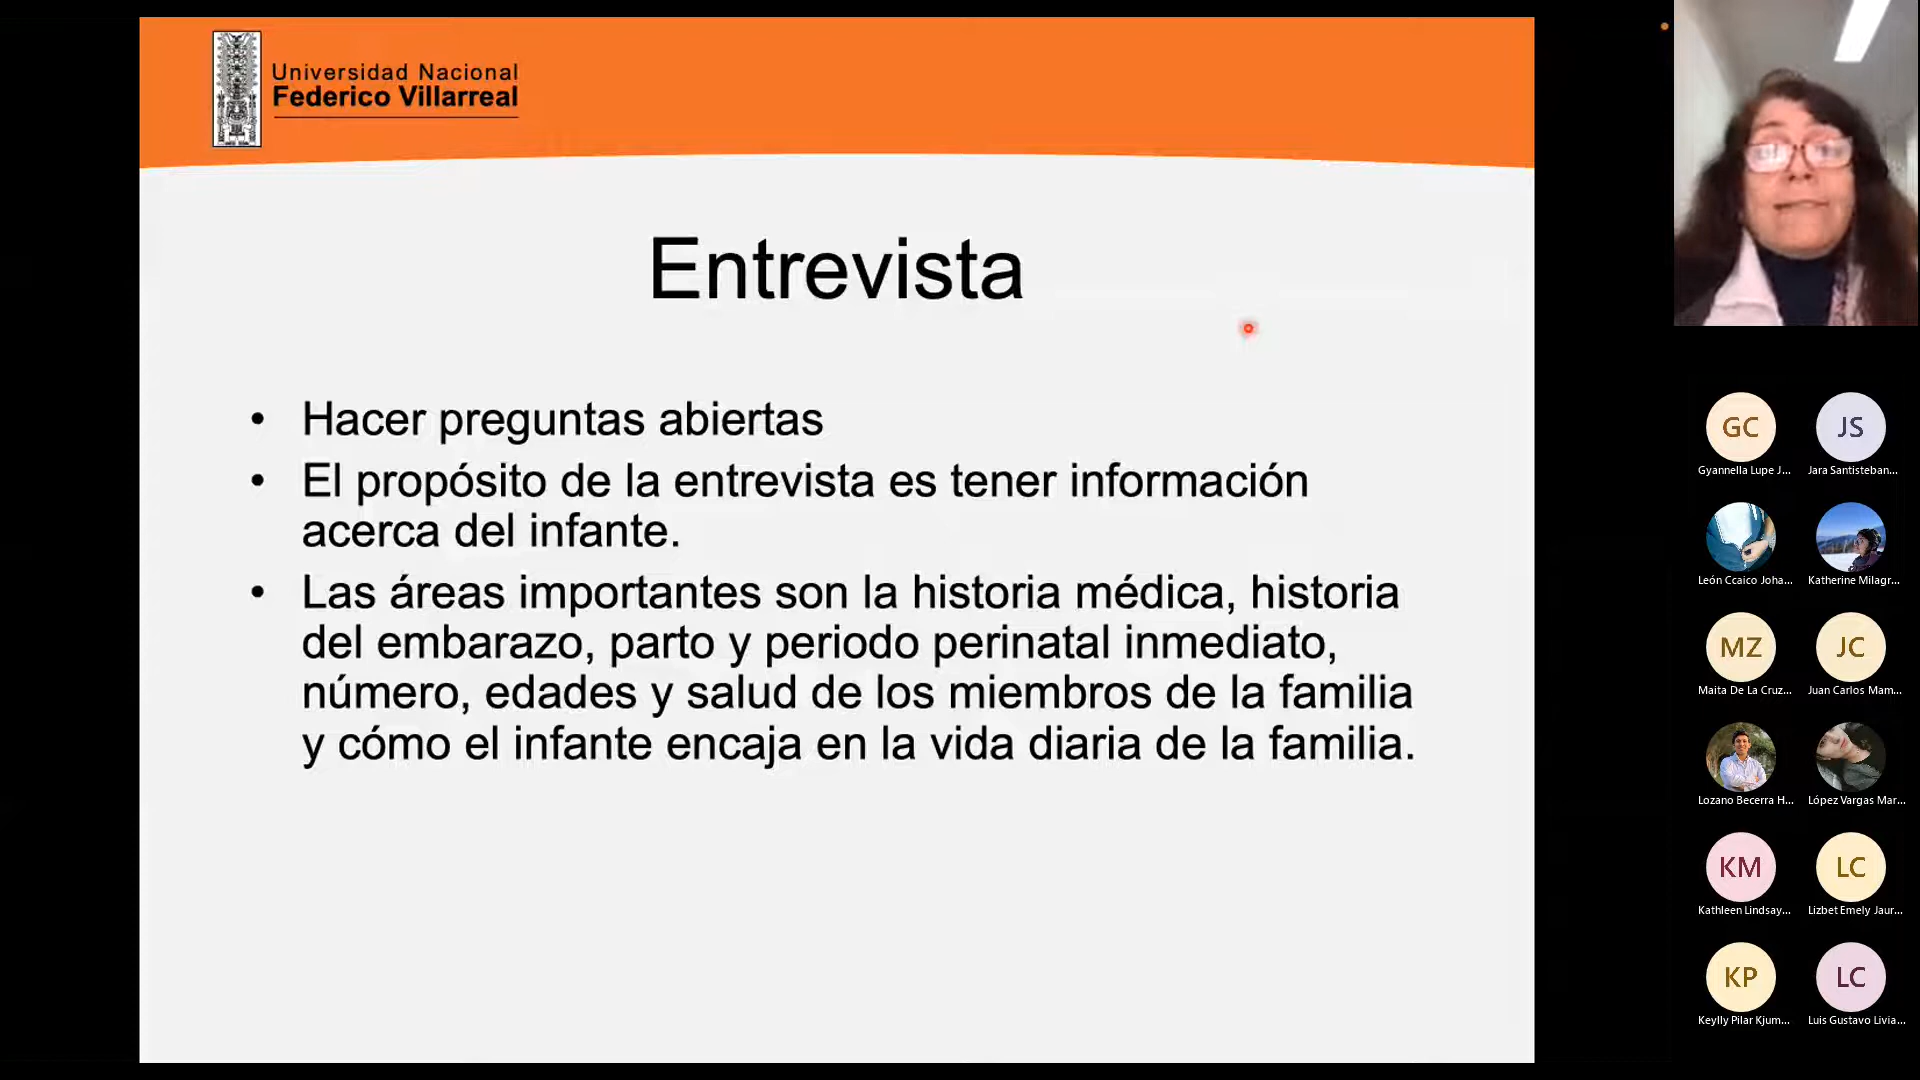 Universidad Nacional
Federico Villarreal
Entrevista
• Hacer preguntas abiertas
• El propósito de la entrevista es tener información
acerca del infante.
• Las áreas importantes son la historia médica, historia
del embarazo, parto y periodo perinatal inmediato,
número, edades y salud de los miembros de la familia
y cómo el infante encaja en la vida diaria de la familia.
GC
JS
Gyannella Lupe J...
Jara Santisteban...
León Ccaico Joha...
Katherine Milagr...
MZ
JC
Maita De La Cruz...
Juan Carlos Mam...
Lozano Becerra H...
López Vargas Mar...
KM
LC
Kathleen Lindsay...
Lizbet Emely Jaur...
KP
LC
Keylly Pilar Kjum...
Luis Gustavo Livia...